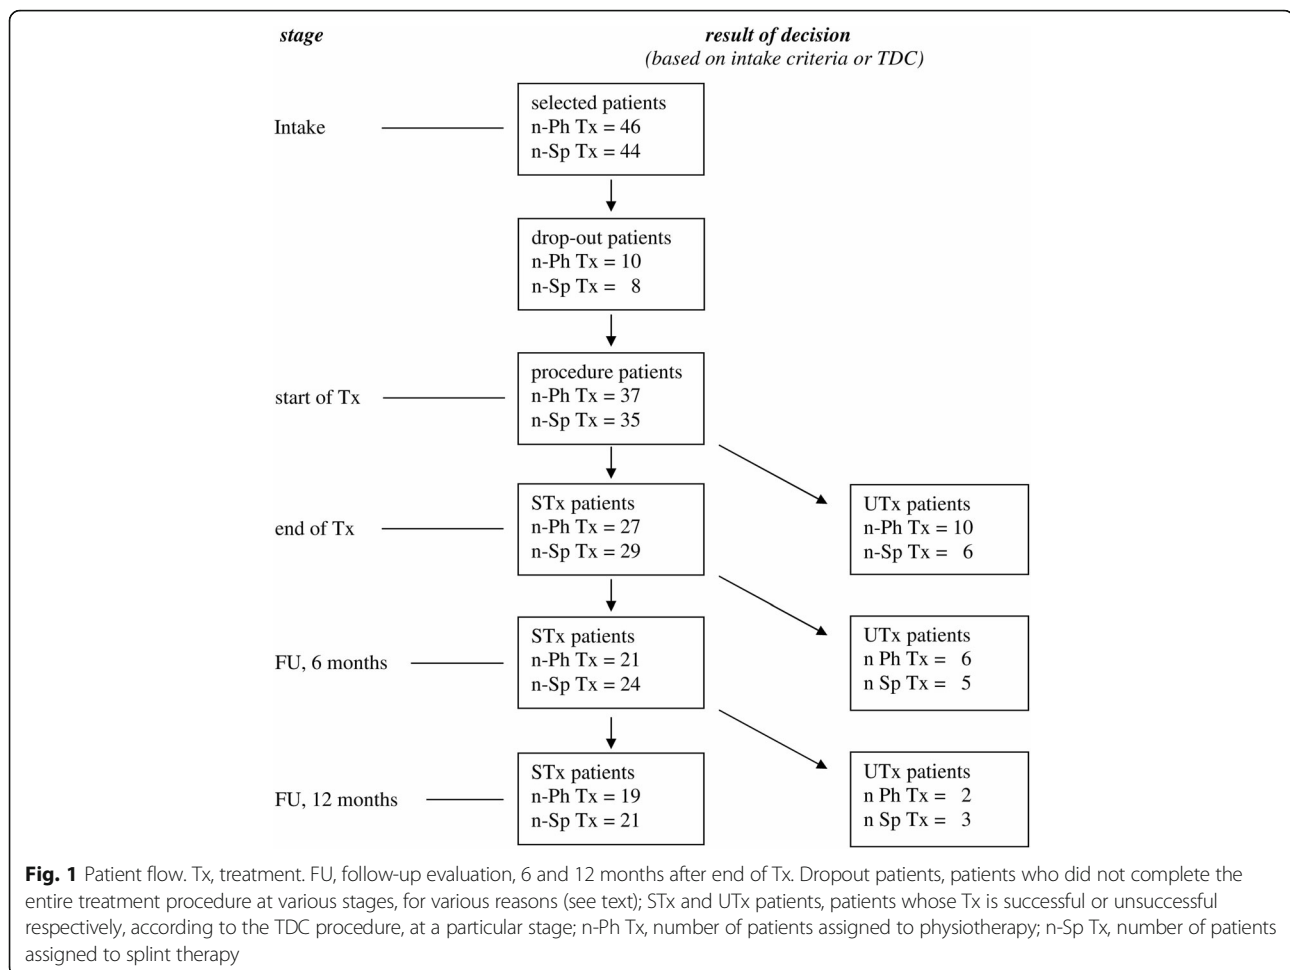 stage
result of decision
(based on intake criteria or TDC)
Intake
selected patients
n-Ph Tx = 46
n-Sp Tx = 44
drop-out patients
n-Ph Tx = 10
n-Sp Tx = 8
start of Tx
procedure patients
n-Ph Tx = 37
n-Sp Tx = 35
end of Tx
STx patients
n-Ph Tx = 27
n-Sp Tx = 29
UTx patients
n-Ph Tx = 10
n-Sp Tx = 6
FU, 6 months
STx patients
n-Ph Tx = 21
n-Sp Tx = 24
UTx patients
n Ph Tx = 6
n Sp Tx = 5
FU, 12 months
STx patients
n-Ph Tx = 19
n-Sp Tx = 21
UTx patients
n Ph Tx = 2
n Sp Tx = 3
Fig. 1 Patient flow. Tx, treatment. FU, follow-up evaluation, 6 and 12 months after end of Tx. Dropout patients, patients who did not complete the
entire treatment procedure at various stages, for various reasons (see text); STx and UTx patients, patients whose Tx is successful or unsuccessful
respectively, according to the TDC procedure, at a particular stage; n-Ph Tx, number of patients assigned to physiotherapy; n-Sp Tx, number of patients
assigned to splint therapy